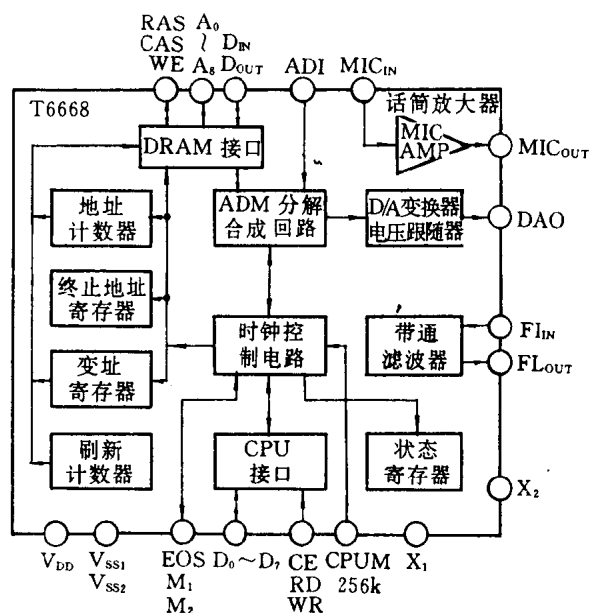 RAS A₀
CAS ~ D_IN
WE A₈ D_OUT ADI MIC_IN
T6668
话筒放大器
MIC
AMP
MIC_OUT
DRAM 接口
地址
计数器
ADM 分解
合成回路
D/A变换器
电压跟随器
DAO
终止地址
寄存器
时钟控
制电路
带通
滤波器
FI_IN
FL_OUT
变址
寄存器
刷新
计数器
CPU
接口
状态
寄存器
X₂
V_DD V_SS1 EOS D₀～D₇ CE CPUM X₁
V_SS2 M₁ RD 256k
M₂ WR